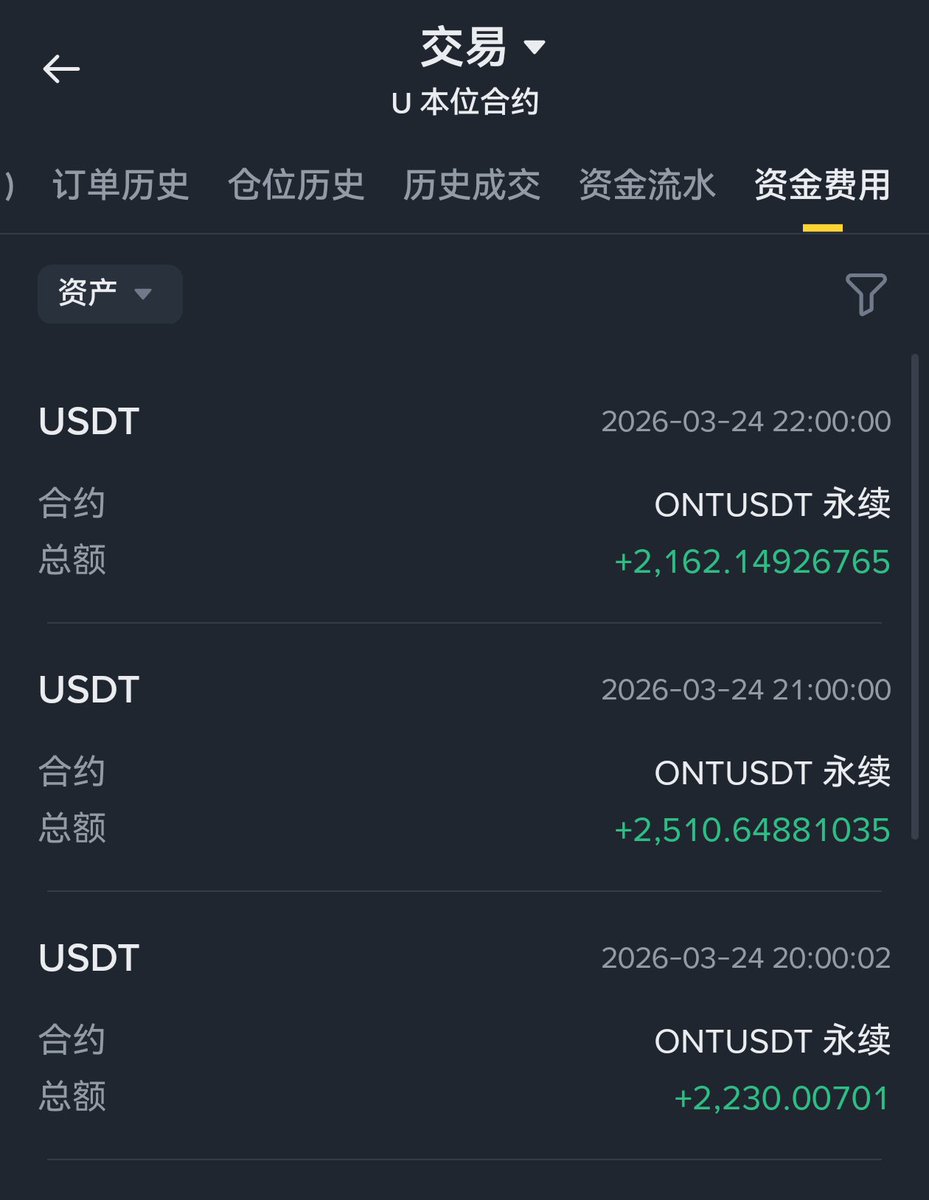 交易
U 本位合约
) 订单历史 仓位历史 历史成交 资金流水 资金费用
资产
USDT 2026-03-24 22:00:00
合约 ONTUSDT 永续
总额 +2,162.14926765
USDT 2026-03-24 21:00:00
合约 ONTUSDT 永续
总额 +2,510.64881035
USDT 2026-03-24 20:00:02
合约 ONTUSDT 永续
总额 +2,230.00701